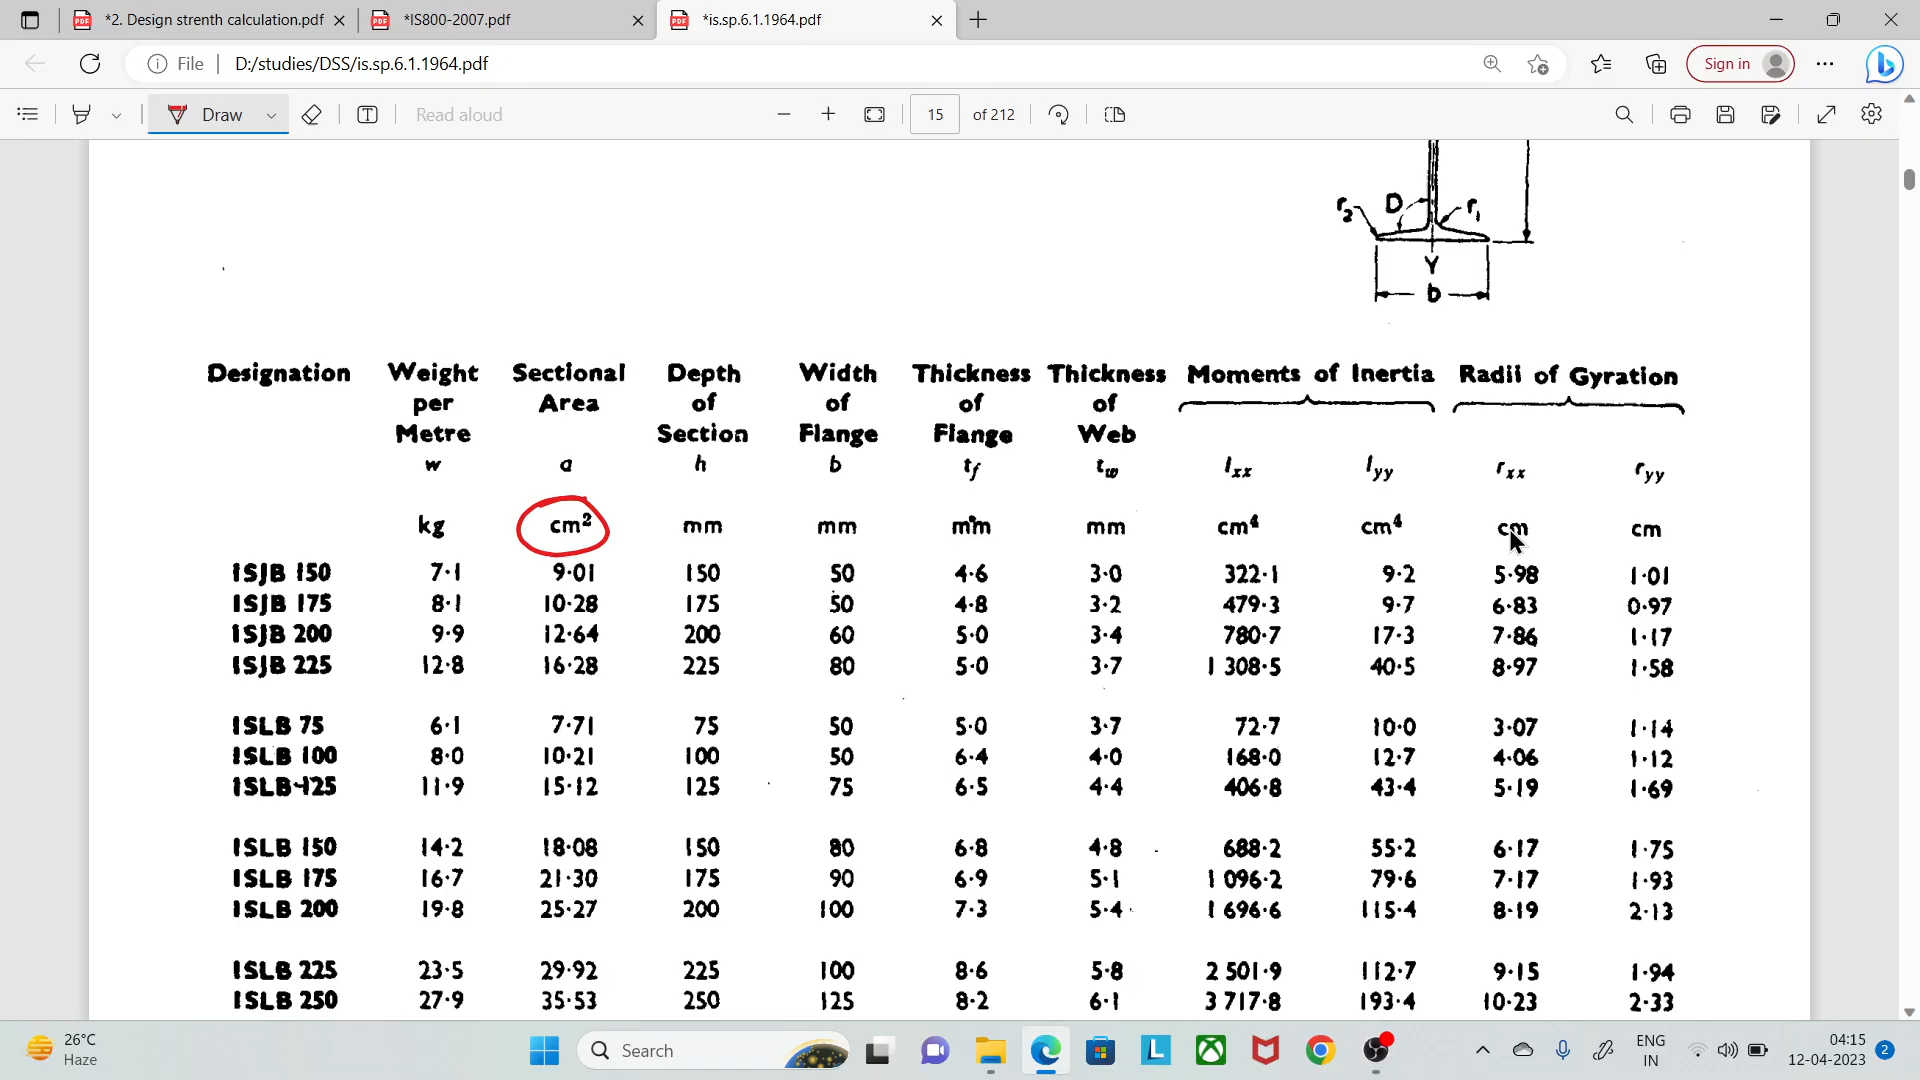 *2. Design strenth calculation.pdf
*IS800-2007.pdf
*is.sp.6.1.1964.pdf
File
D:/studies/DSS/is.sp.6.1.1964.pdf
Sign in
Draw
Read aloud
15 of 212
r2 D r1
Y
b
Designation Weight per Metre Sectional Area Depth of Section Width of Flange Thickness of Flange Thickness of Web Moments of Inertia Radii of Gyration
w a h b tf tw Ixx Iyy rxx ryy
kg cm² mm mm mm mm cm⁴ cm⁴ cm cm
ISJB 150 7·1 9·01 150 50 4·6 3·0 322·1 9·2 5·98 1·01
ISJB 175 8·1 10·28 175 50 4·8 3·2 479·3 9·7 6·83 0·97
ISJB 200 9·9 12·64 200 60 5·0 3·4 780·7 17·3 7·86 1·17
ISJB 225 12·8 16·28 225 80 5·0 3·7 1 308·5 40·5 8·97 1·58
ISLB 75 6·1 7·71 75 50 5·0 3·7 72·7 10·0 3·07 1·14
ISLB 100 8·0 10·21 100 50 6·4 4·0 168·0 12·7 4·06 1·12
ISLB 125 11·9 15·12 125 75 6·5 4·4 406·8 43·4 5·19 1·69
ISLB 150 14·2 18·08 150 80 6·8 4·8 688·2 55·2 6·17 1·75
ISLB 175 16·7 21·30 175 90 6·9 5·1 1 096·2 79·6 7·17 1·93
ISLB 200 19·8 25·27 200 100 7·3 5·4 1 696·6 115·4 8·19 2·13
ISLB 225 23·5 29·92 225 100 8·6 5·8 2 501·9 112·7 9·15 1·94
ISLB 250 27·9 35·53 250 125 8·2 6·1 3 717·8 193·4 10·23 2·33
26°C
Haze
Search
ENG
IN
04:15
12-04-2023
2